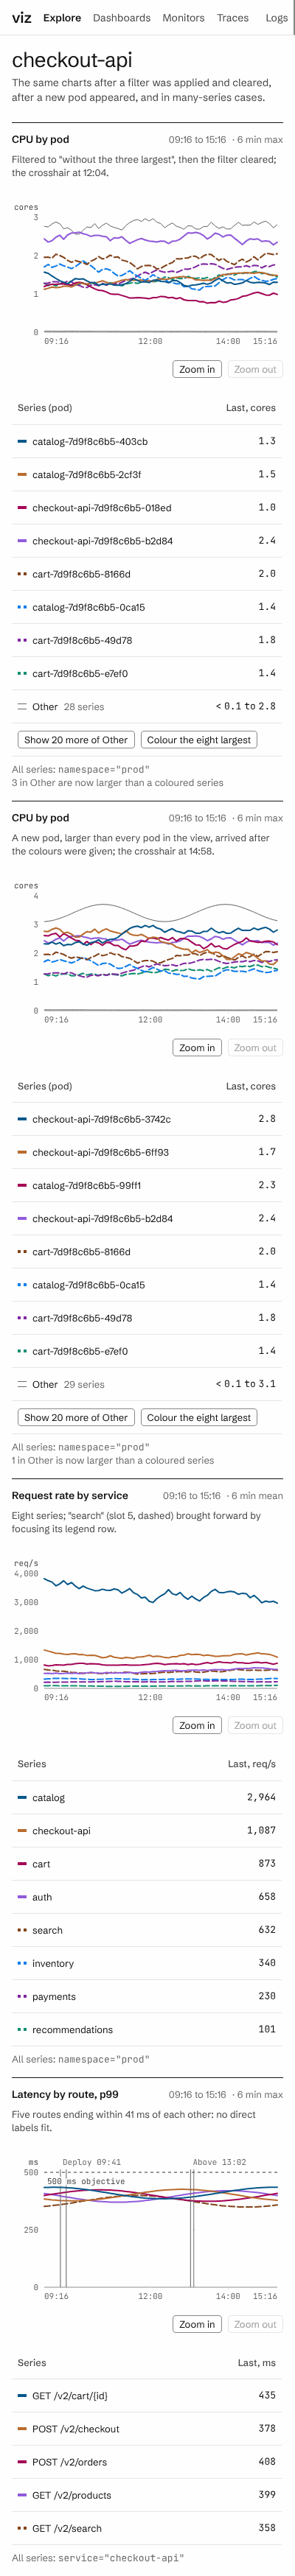 viz Explore Dashboards Monitors Traces Logs
checkout-api
The same charts after a filter was applied and cleared,
after a new pod appeared, and in many-series cases.
CPU by pod 09:16 to 15:16 · 6 min max
Filtered to "without the three largest", then the filter cleared;
the crosshair at 12:04.
cores
3
2
1
0
09:16 12:00 14:00 15:16
Zoom in Zoom out
Series (pod) Last, cores
catalog-7d9f8c6b5-403cb 1.3
catalog-7d9f8c6b5-2cf3f 1.5
checkout-api-7d9f8c6b5-018ed 1.0
checkout-api-7d9f8c6b5-b2d84 2.4
cart-7d9f8c6b5-8166d 2.0
catalog-7d9f8c6b5-0ca15 1.4
cart-7d9f8c6b5-49d78 1.8
cart-7d9f8c6b5-e7ef0 1.4
Other 28 series < 0.1 to 2.8
Show 20 more of Other Colour the eight largest
All series: namespace="prod"
3 in Other are now larger than a coloured series
CPU by pod 09:16 to 15:16 · 6 min max
A new pod, larger than every pod in the view, arrived after
the colours were given; the crosshair at 14:58.
cores
4
3
2
1
0
09:16 12:00 14:00 15:16
Zoom in Zoom out
Series (pod) Last, cores
checkout-api-7d9f8c6b5-3742c 2.8
checkout-api-7d9f8c6b5-6ff93 1.7
catalog-7d9f8c6b5-99ff1 2.3
checkout-api-7d9f8c6b5-b2d84 2.4
cart-7d9f8c6b5-8166d 2.0
catalog-7d9f8c6b5-0ca15 1.4
cart-7d9f8c6b5-49d78 1.8
cart-7d9f8c6b5-e7ef0 1.4
Other 29 series < 0.1 to 3.1
Show 20 more of Other Colour the eight largest
All series: namespace="prod"
1 in Other is now larger than a coloured series
Request rate by service 09:16 to 15:16 · 6 min mean
Eight series; "search" (slot 5, dashed) brought forward by
focusing its legend row.
req/s
4,000
3,000
2,000
1,000
0
09:16 12:00 14:00 15:16
Zoom in Zoom out
Series Last, req/s
catalog 2,964
checkout-api 1,087
cart 873
auth 658
search 632
inventory 340
payments 230
recommendations 101
All series: namespace="prod"
Latency by route, p99 09:16 to 15:16 · 6 min max
Five routes ending within 41 ms of each other: no direct
labels fit.
ms Deploy 09:41 Above 13:02
500
500 ms objective
250
0
09:16 12:00 14:00 15:16
Zoom in Zoom out
Series Last, ms
GET /v2/cart/{id} 435
POST /v2/checkout 378
POST /v2/orders 408
GET /v2/products 399
GET /v2/search 358
All series: service="checkout-api"